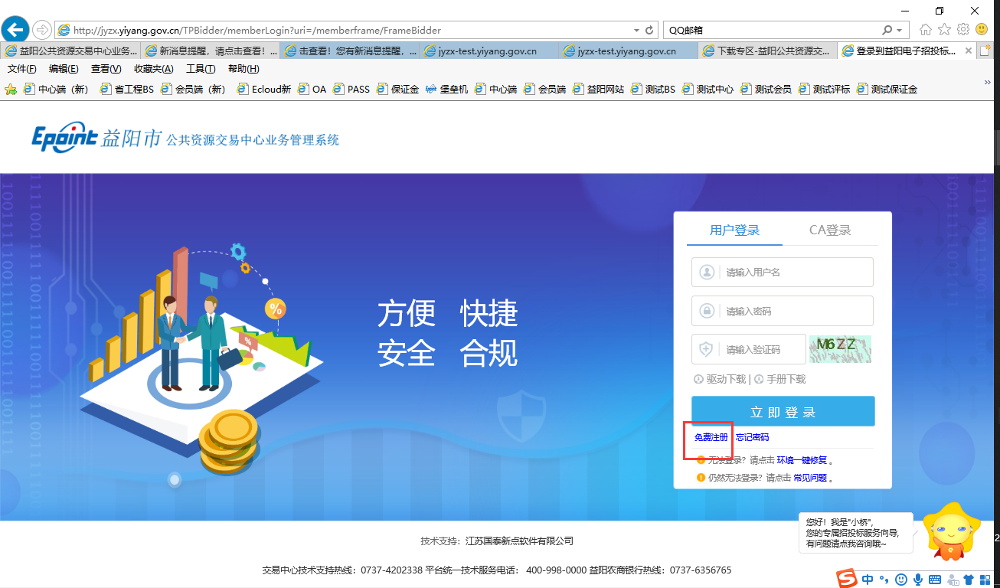 http://jyzx.yiyang.gov.cn/TPBidder/memberLogin?uri=/memberframe/FrameBidder
QQ邮箱
益阳公共资源交易中心业务...
新消息提醒，请点击查看！...
击查看！您有新消息提醒，...
jyzx-test.yiyang.gov.cn
jyzx-test.yiyang.gov.cn
下载专区-益阳公共资源交...
登录到益阳电子招投标...
文件(F) 编辑(E) 查看(V) 收藏夹(A) 工具(T) 帮助(H)
中心端（新） 省工程BS 会员端（新） Ecloud新 OA PASS 保证金 堡垒机 中心端 会员端 益阳网站 测试BS 测试中心 测试会员 测试评标 测试保证金
Epoint 益阳市 公共资源交易中心业务管理系统
方便 快捷
安全 合规
用户登录 CA登录
请输入用户名
请输入密码
请输入验证码 M6ZZ
驱动下载 | 手册下载
立即登录
免费注册 忘记密码
无法登录？请点击 环境一键修复 。
仍然无法登录？请点击 常见问题 。
您好！我是"小桥"，
您的专属招投标服务向导，
有问题请点我咨询哦~
技术支持：江苏国泰新点软件有限公司
交易中心技术支持热线：0737-4202338 平台统一技术服务电话： 400-998-0000 益阳农商银行热线：0737-6356765
中